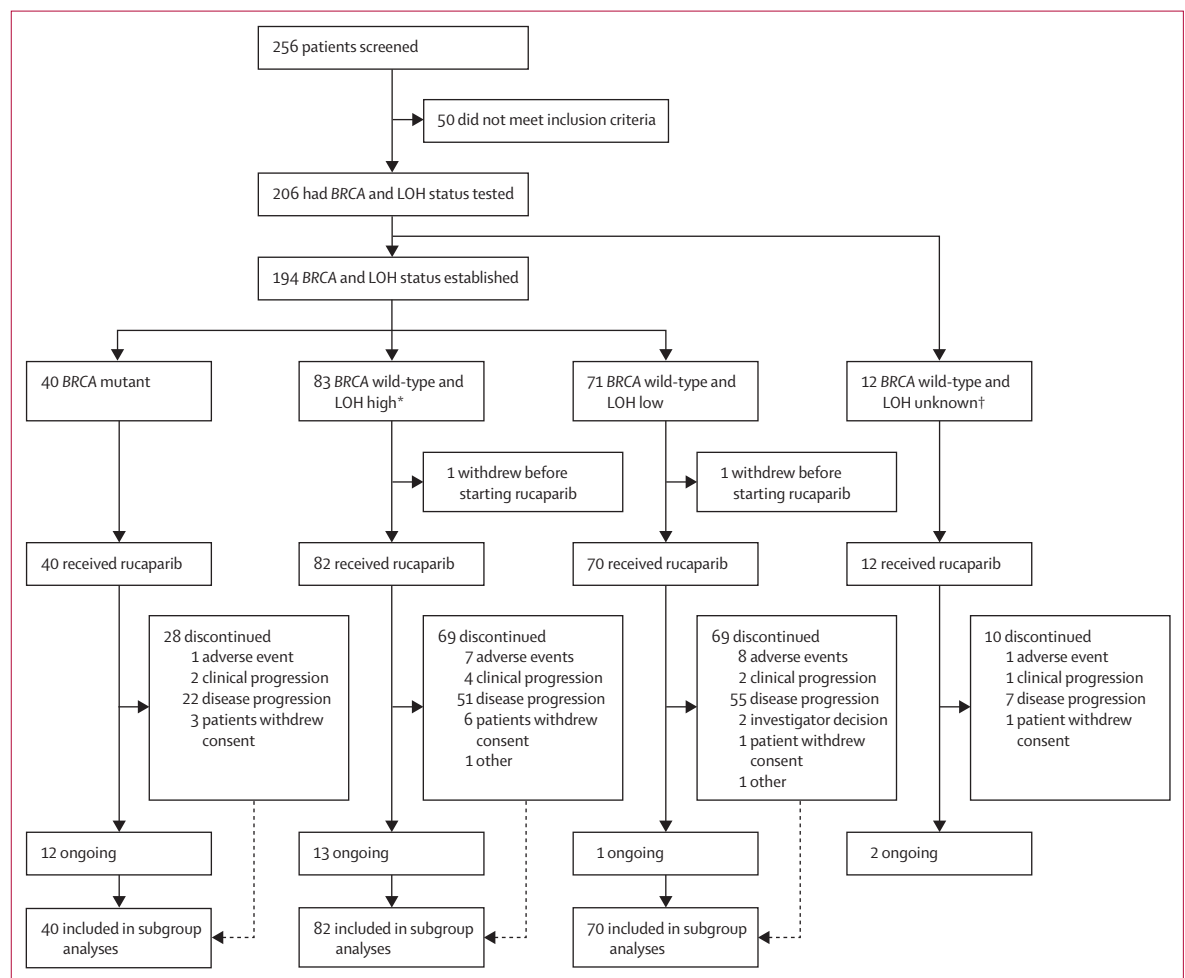 256 patients screened
50 did not meet inclusion criteria
206 had BRCA and LOH status tested
194 BRCA and LOH status established
40 BRCA mutant
83 BRCA wild-type and
LOH high*
71 BRCA wild-type and
LOH low
12 BRCA wild-type and
LOH unknown†
1 withdrew before
starting rucaparib
1 withdrew before
starting rucaparib
40 received rucaparib
82 received rucaparib
70 received rucaparib
12 received rucaparib
28 discontinued
1 adverse event
2 clinical progression
22 disease progression
3 patients withdrew
consent
69 discontinued
7 adverse events
4 clinical progression
51 disease progression
6 patients withdrew
consent
1 other
69 discontinued
8 adverse events
2 clinical progression
55 disease progression
2 investigator decision
1 patient withdrew
consent
1 other
10 discontinued
1 adverse event
1 clinical progression
7 disease progression
1 patient withdrew
consent
12 ongoing
13 ongoing
1 ongoing
2 ongoing
40 included in subgroup
analyses
82 included in subgroup
analyses
70 included in subgroup
analyses